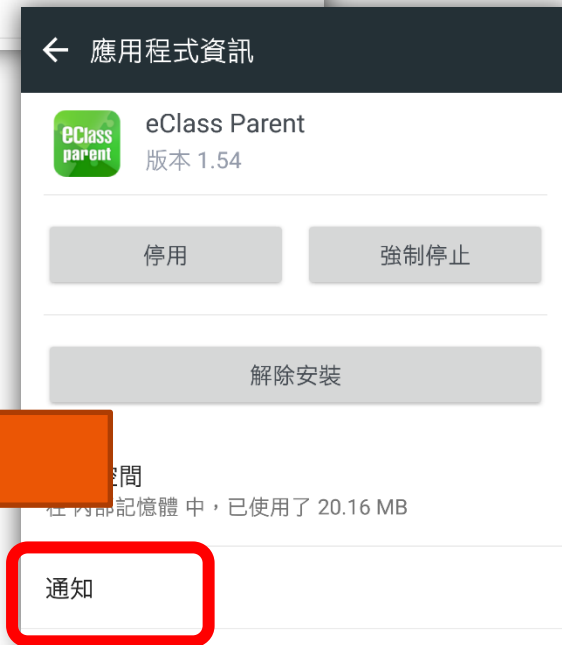 應用程式資訊
eClass
parent
eClass Parent
版本 1.54
停用
強制停止
解除安裝
間
內部記憶體 中，已使用了 20.16 MB
通知